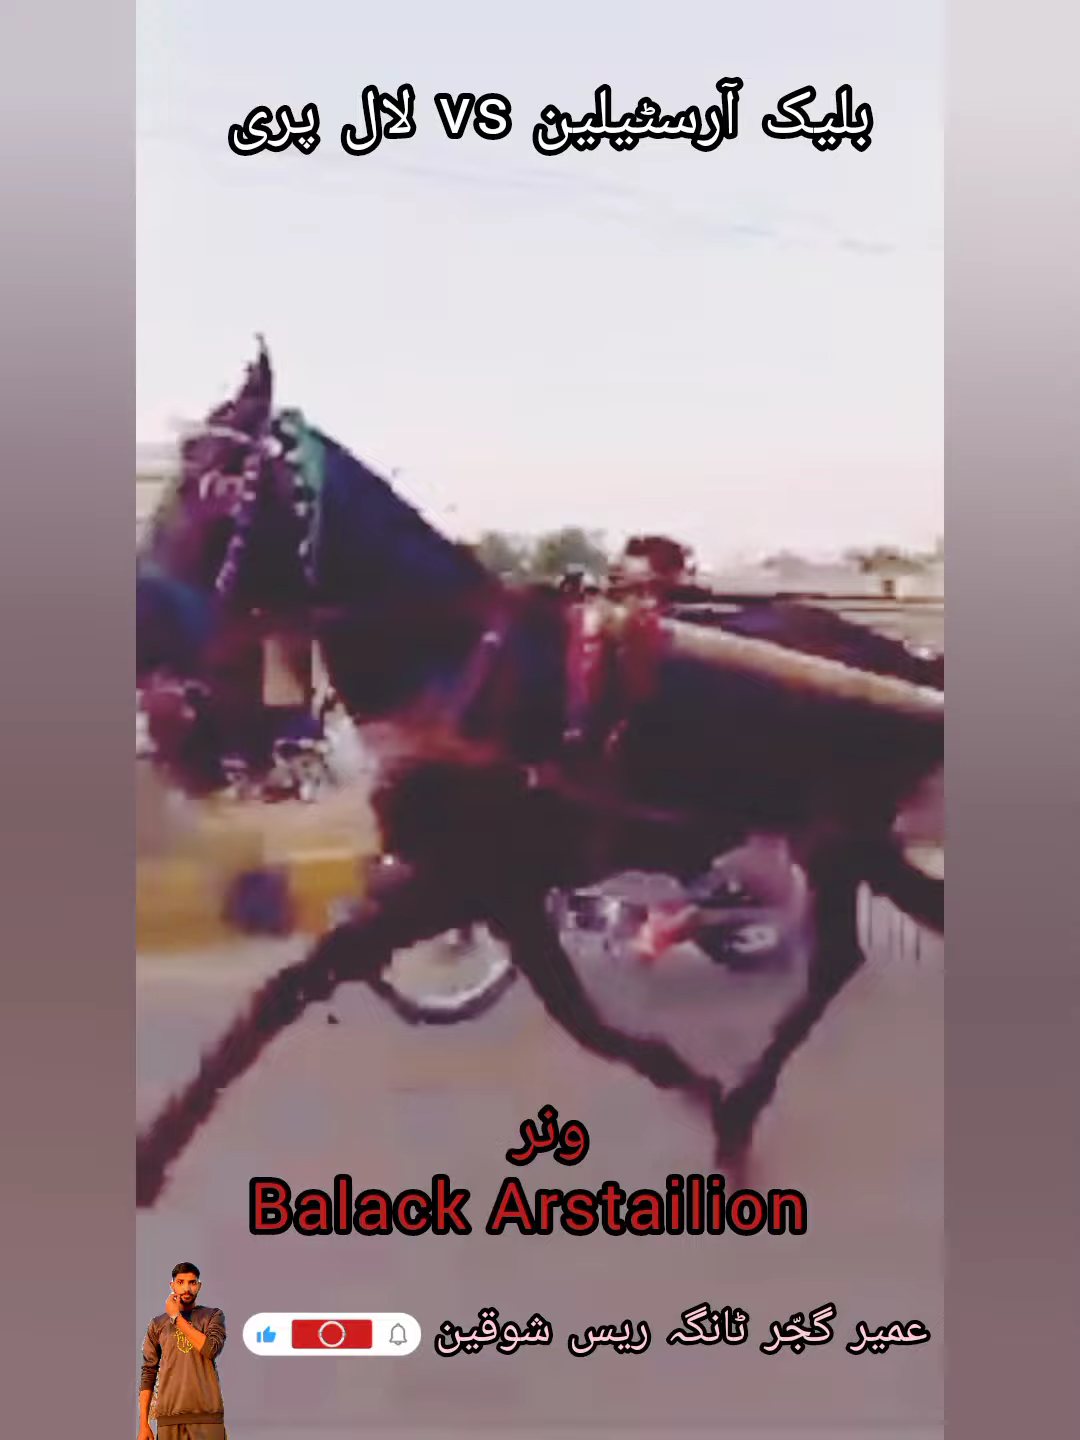 بلیک آرسٹیلین vs لال پری
ونر
Balack Arstailion
عمیر گجّر ٹانگہ ریس شوقین